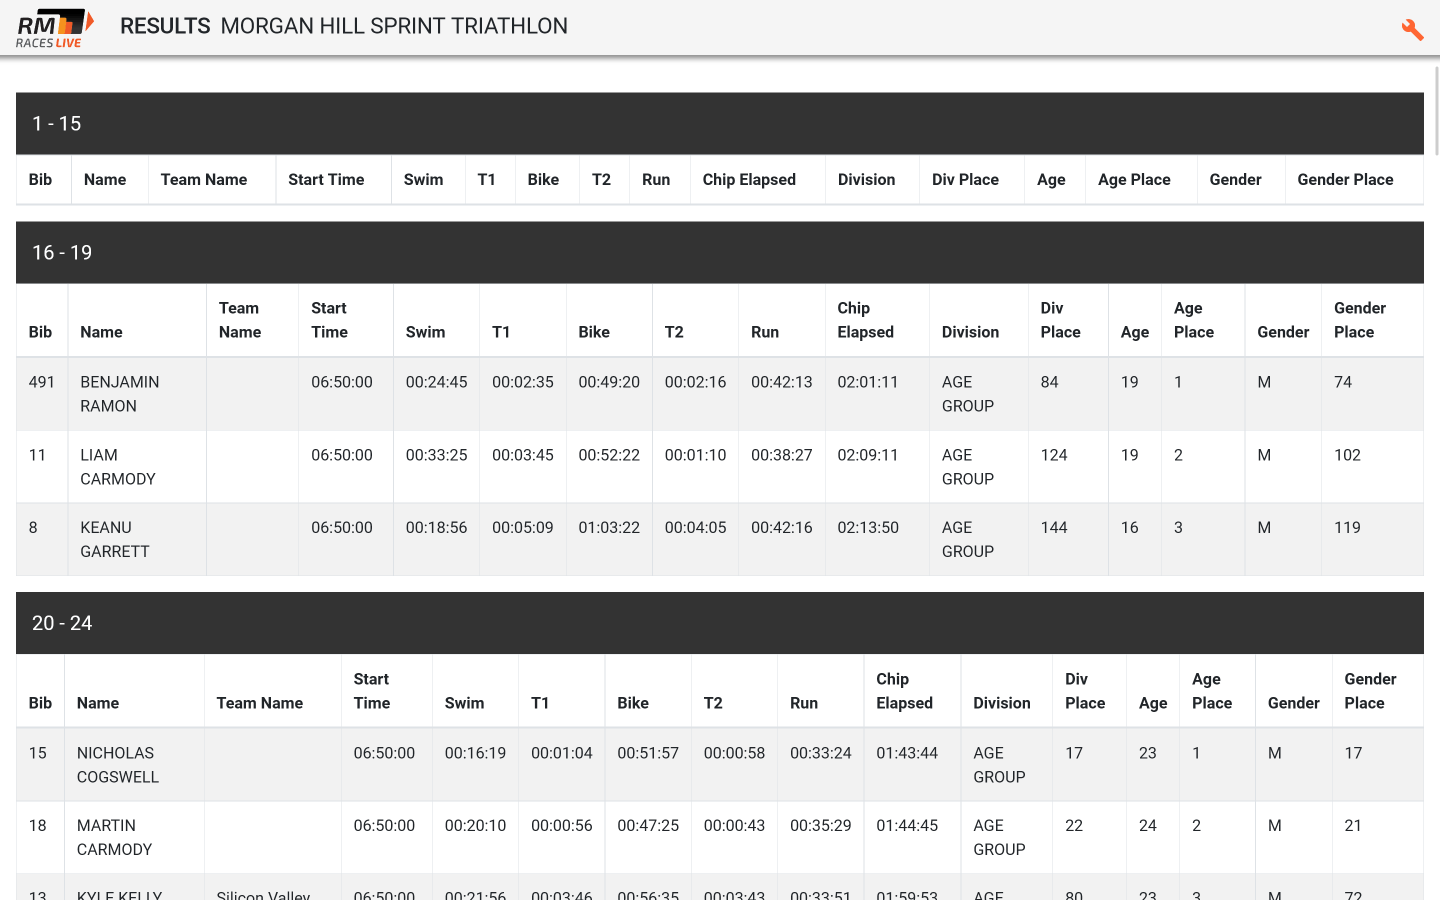 RM
RACES LIVE
RESULTS MORGAN HILL SPRINT TRIATHLON
1 - 15
Bib Name Team Name Start Time Swim T1 Bike T2 Run Chip Elapsed Division Div Place Age Age Place Gender Gender Place
16 - 19
Bib Name Team Name Start Time Swim T1 Bike T2 Run Chip Elapsed Division Div Place Age Age Place Gender Gender Place
491 BENJAMIN RAMON 06:50:00 00:24:45 00:02:35 00:49:20 00:02:16 00:42:13 02:01:11 AGE GROUP 84 19 1 M 74
11 LIAM CARMODY 06:50:00 00:33:25 00:03:45 00:52:22 00:01:10 00:38:27 02:09:11 AGE GROUP 124 19 2 M 102
8 KEANU GARRETT 06:50:00 00:18:56 00:05:09 01:03:22 00:04:05 00:42:16 02:13:50 AGE GROUP 144 16 3 M 119
20 - 24
Bib Name Team Name Start Time Swim T1 Bike T2 Run Chip Elapsed Division Div Place Age Age Place Gender Gender Place
15 NICHOLAS COGSWELL 06:50:00 00:16:19 00:01:04 00:51:57 00:00:58 00:33:24 01:43:44 AGE GROUP 17 23 1 M 17
18 MARTIN CARMODY 06:50:00 00:20:10 00:00:56 00:47:25 00:00:43 00:35:29 01:44:45 AGE GROUP 22 24 2 M 21
13 KYLE KELLY Silicon Valley 06:50:00 00:21:56 00:03:46 00:56:35 00:03:43 00:33:51 01:59:53 AGE 80 23 3 M 72